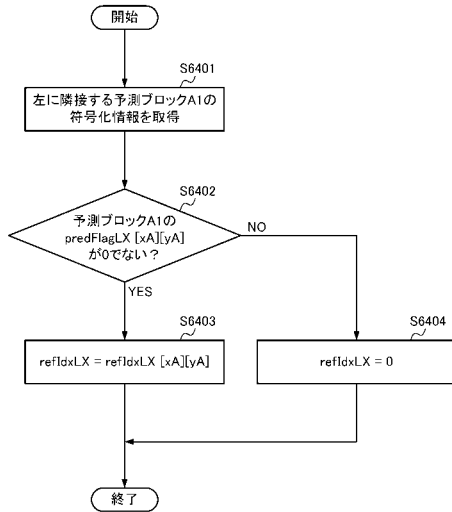 開始
S6401
左に隣接する予測ブロックA1の
符号化情報を取得
S6402
予測ブロックA1の
predFlagLX [xA][yA]
が0でない？
NO
YES
S6403
refIdxLX = refIdxLX [xA][yA]
S6404
refIdxLX = 0
終了